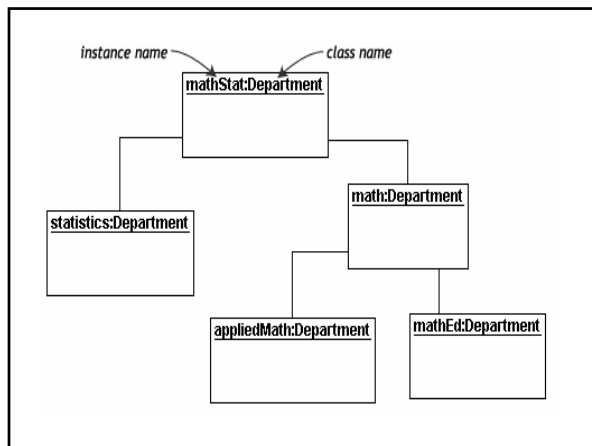 instance name
class name
mathStat:Department
math:Department
statistics:Department
appliedMath:Department
mathEd:Department